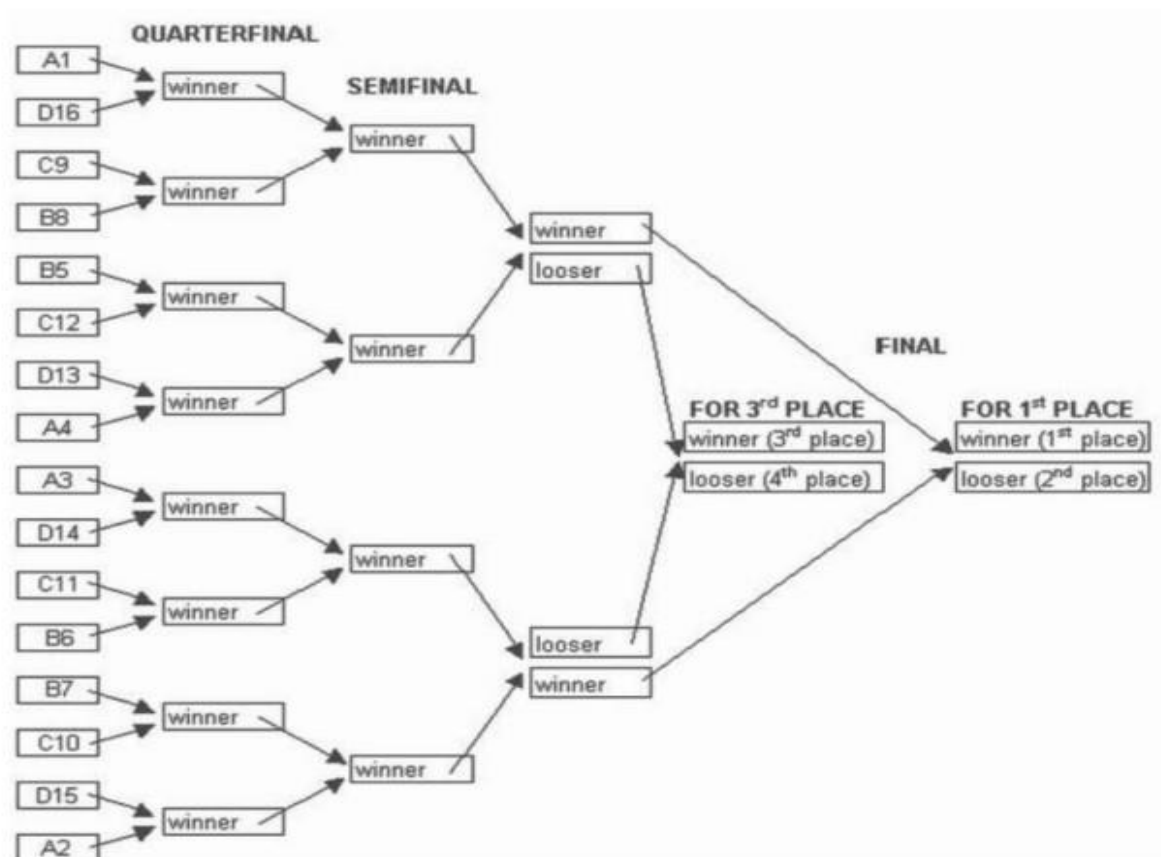 QUARTERFINAL
A1
winner
D16
SEMIFINAL
winner
C9
winner
B8
winner
looser
B5
winner
C12
winner
D13
winner
A4
FINAL
FOR 3rd PLACE
winner (3rd place)
looser (4th place)
FOR 1st PLACE
winner (1st place)
looser (2nd place)
A3
winner
D14
winner
C11
winner
B6
looser
winner
B7
winner
C10
winner
D15
winner
A2